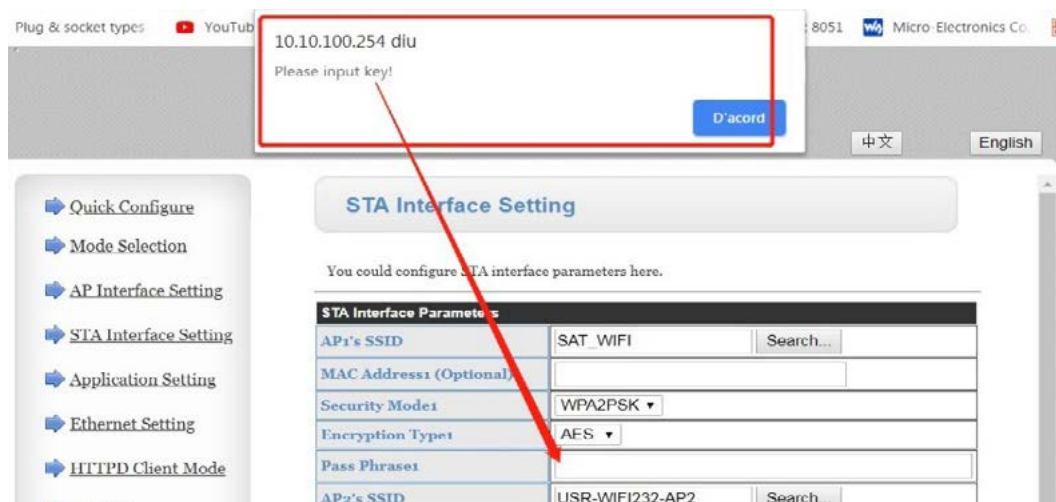 Plug & socket types
YouTub
: 8051
Micro-Electronics Co.
10.10.100.254 diu
Please input key!
D'acord
中文
English
Quick Configure
Mode Selection
AP Interface Setting
STA Interface Setting
Application Setting
Ethernet Setting
HTTPD Client Mode
STA Interface Setting
You could configure STA interface parameters here.
STA Interface Parameters
AP1's SSID
SAT_WIFI
Search...
MAC Address1 (Optional)
Security Mode1
WPA2PSK
Encryption Type1
AES
Pass Phrase1
AP2's SSID
USR-WIFI232-AP2
Search...